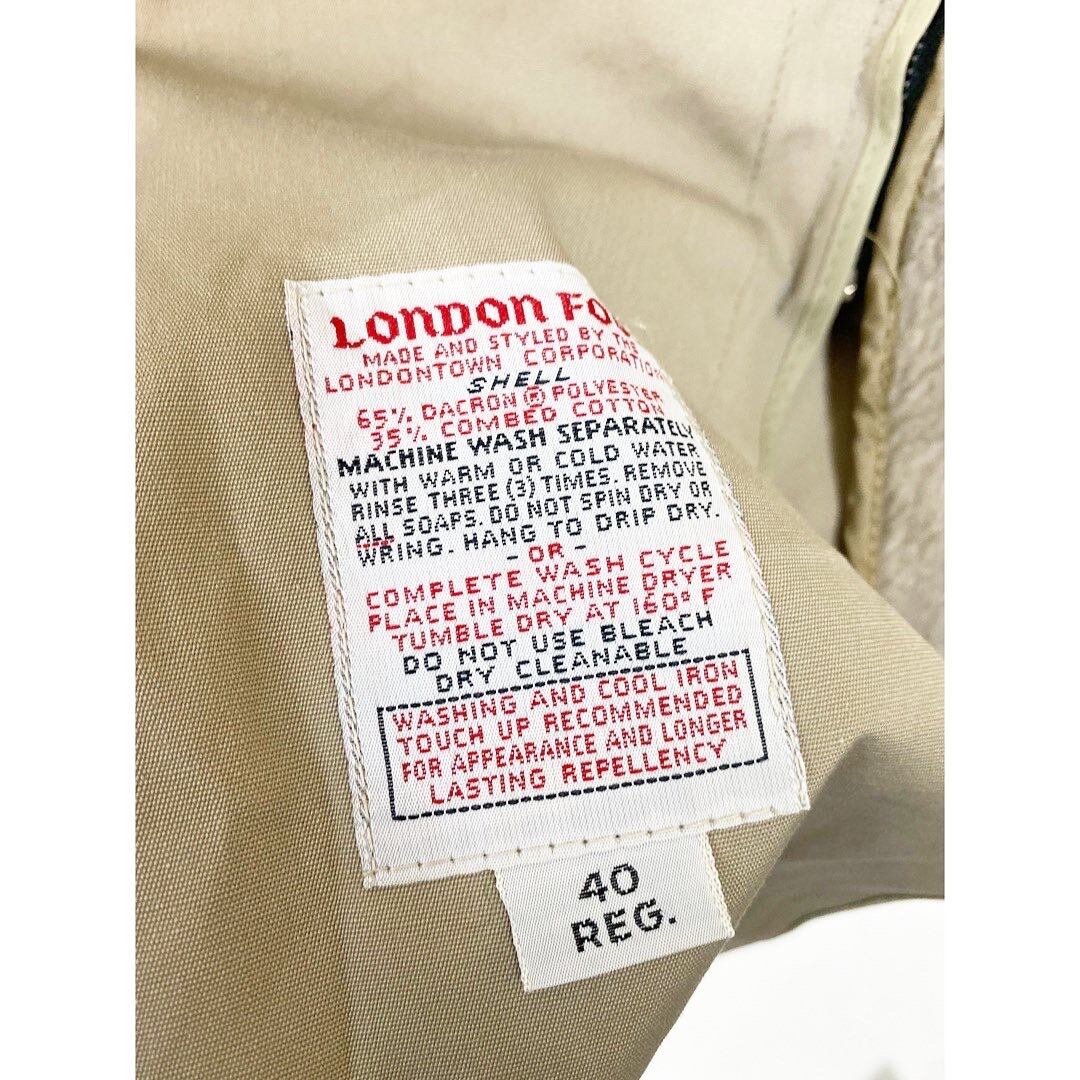 LONDON FO
MADE AND STYLED BY THE
LONDONTOWN CORPORATION
SHELL
65% DACRON ® POLYESTER
35% COMBED COTTON
MACHINE WASH SEPARATELY
WITH WARM OR COLD WATER
RINSE THREE (3) TIMES. REMOVE
ALL SOAPS. DO NOT SPIN DRY OR
WRING. HANG TO DRIP DRY.
- OR -
COMPLETE WASH CYCLE
PLACE IN MACHINE DRYER
TUMBLE DRY AT 160° F
DO NOT USE BLEACH
DRY CLEANABLE
WASHING AND COOL IRON
TOUCH UP RECOMMENDED
FOR APPEARANCE AND LONGER
LASTING REPELLENCY
40
REG.